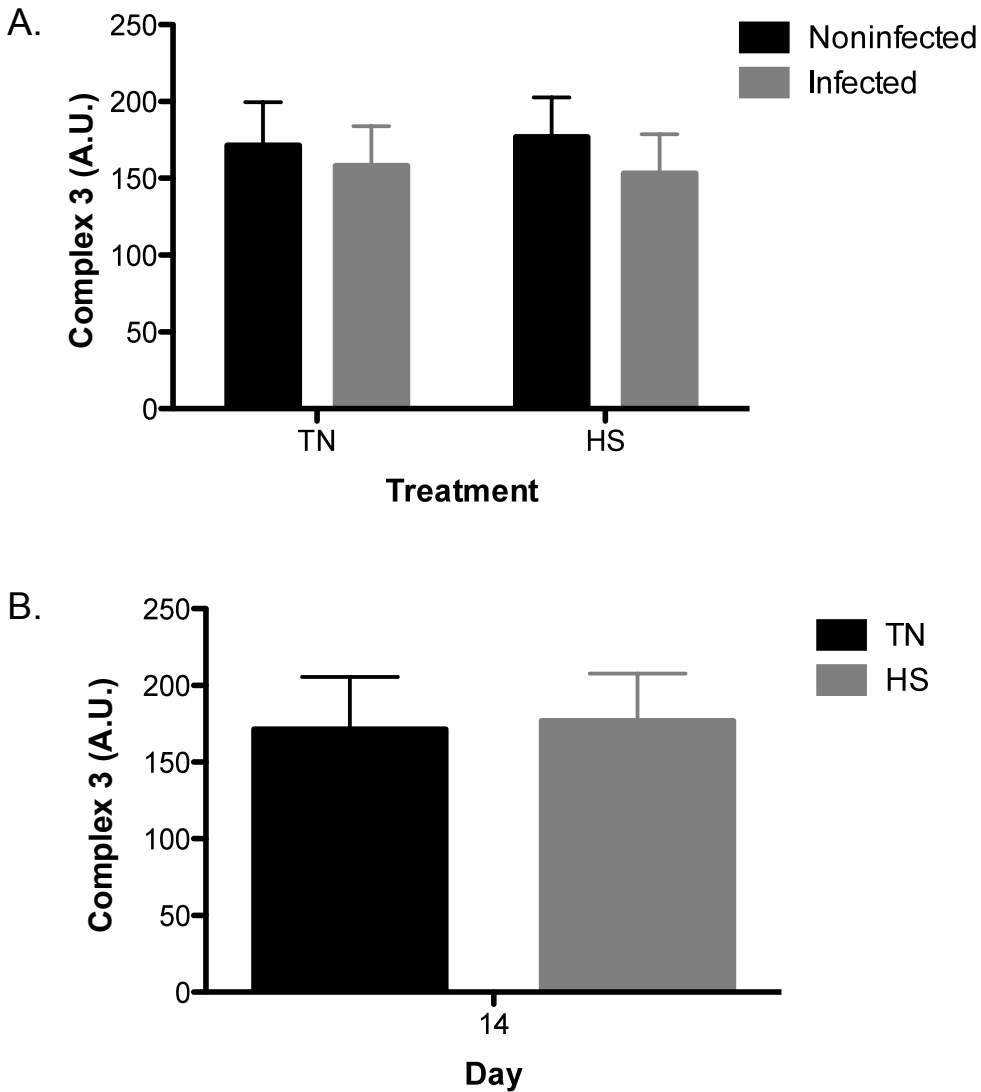 A.
Complex 3 (A.U.)
250
200
150
100
50
0
TN
HS
Treatment
Noninfected
Infected
B.
Complex 3 (A.U.)
250
200
150
100
50
0
14
Day
TN
HS